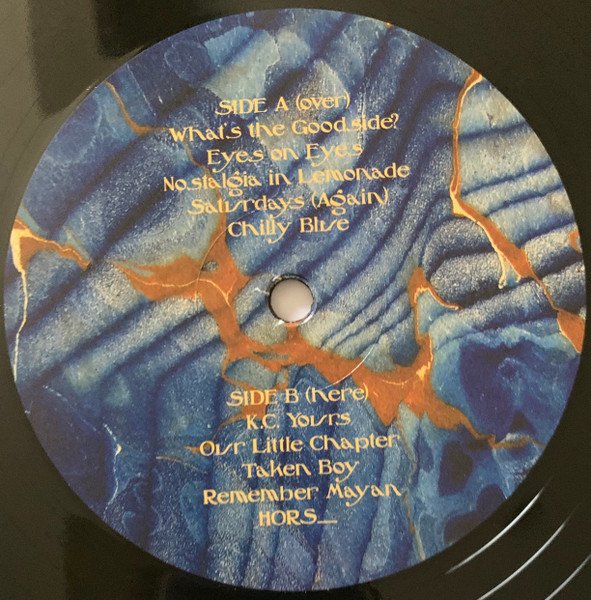 SIDE A (over)
What's the Goodside?
Eyes on Eyes
Nostalgia in Lemonade
Saturdays (Again)
Chilly Blue
SIDE B (here)
K.C. Yours
Our Little Chapter
Taken Boy
Remember Mayan
HORS__